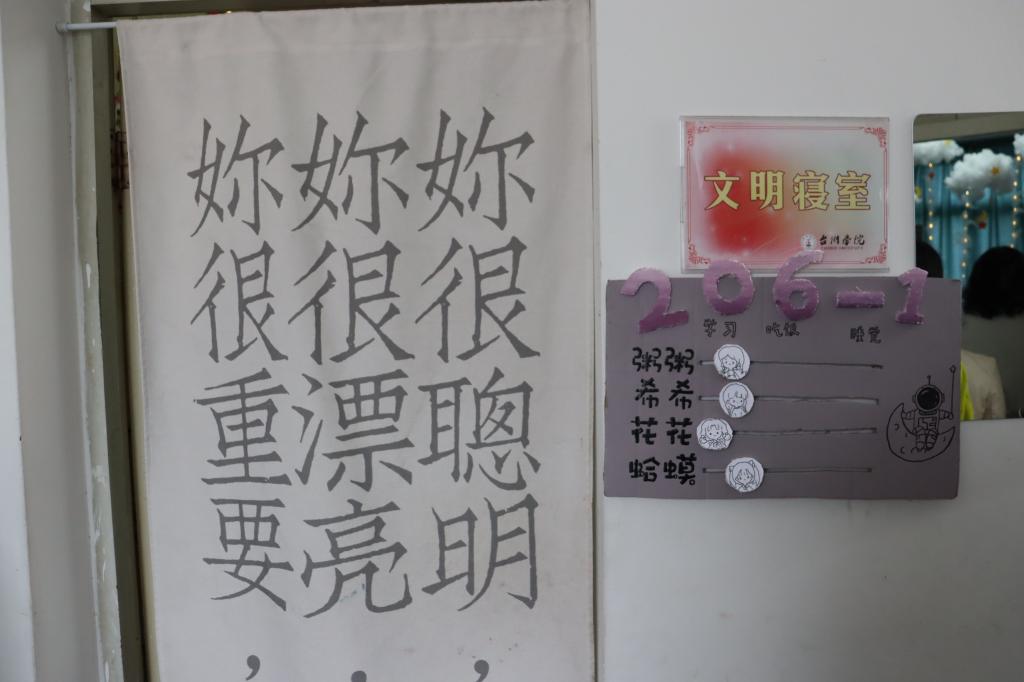 妳很聰明，
妳很漂亮．
妳很重要，
文明寝室
台州学院
206-1
学习 吃饭 睡觉
粥粥
希希
花花
蛤蟆